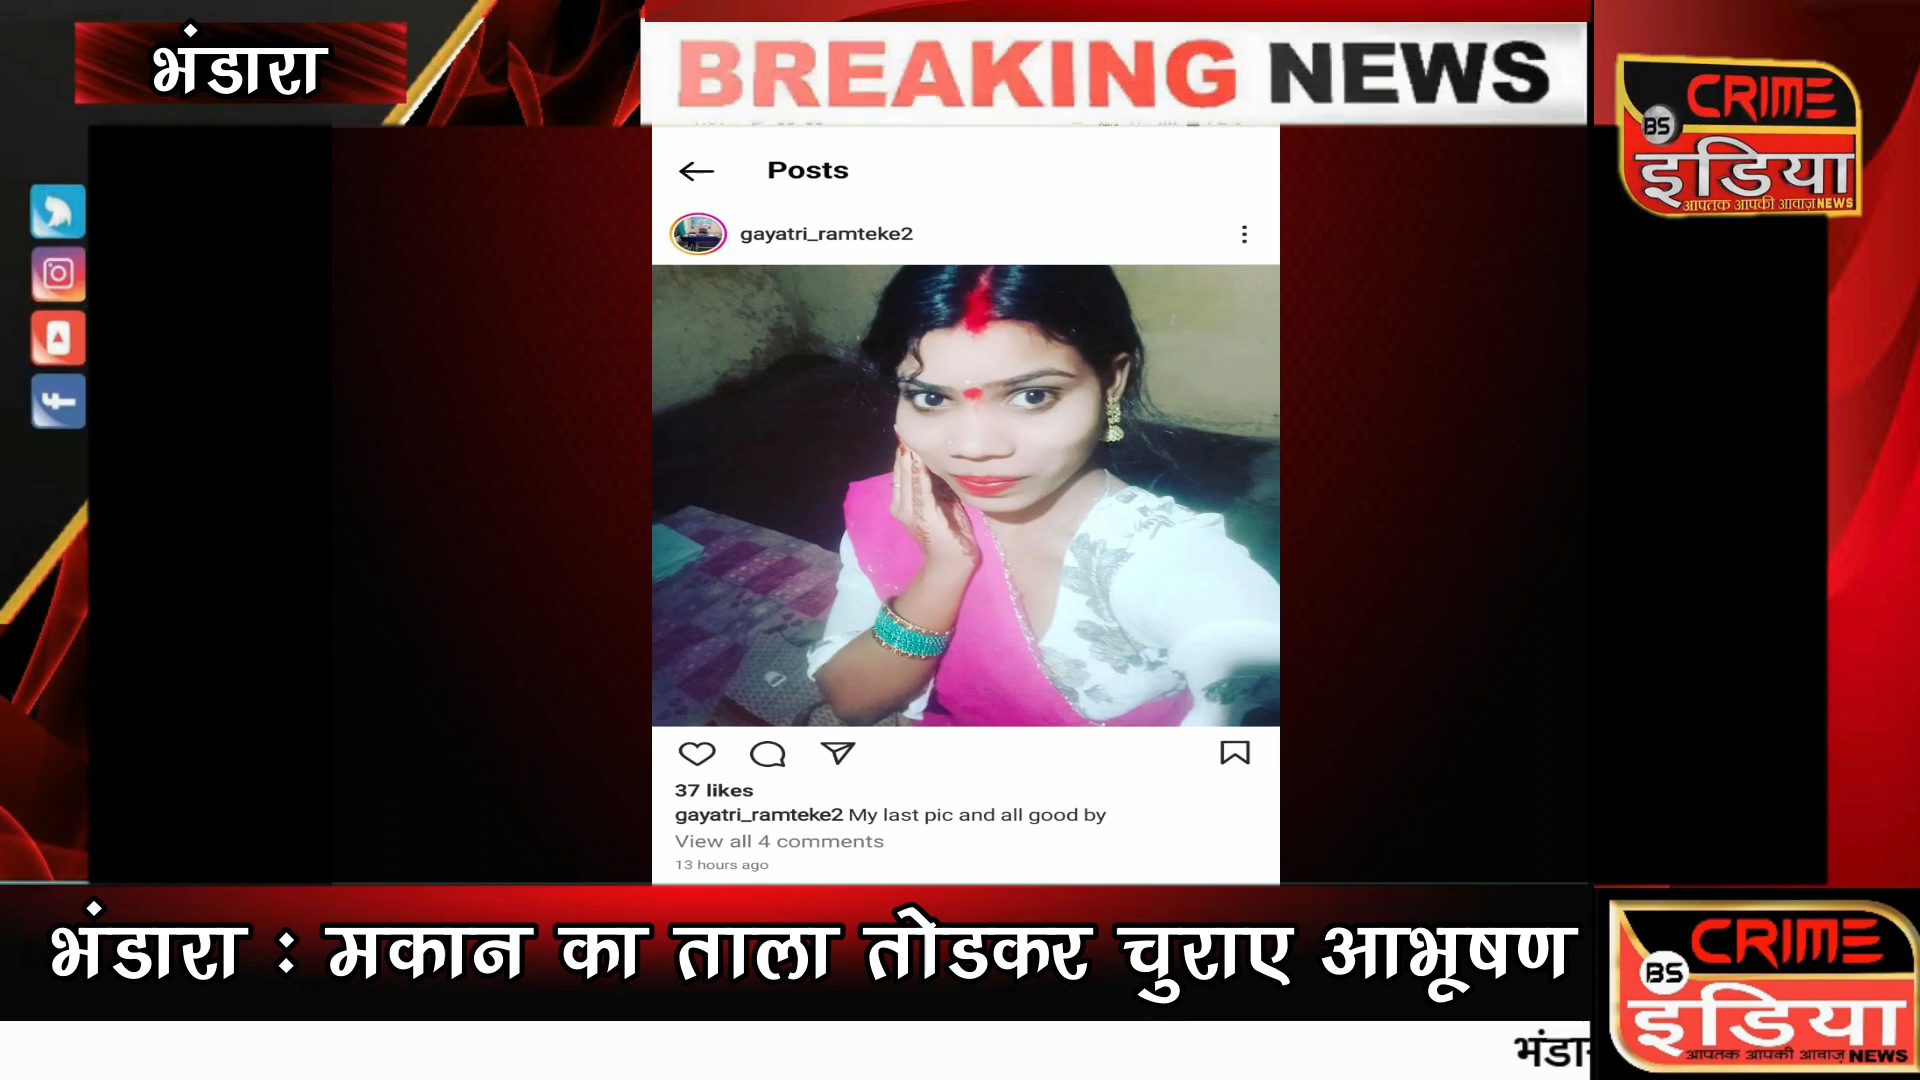 भंडारा
BREAKING NEWS
CRIME
BS
इंडिया
आपतक आपकी आवाज़ NEWS
Posts
gayatri_ramteke2
37 likes
gayatri_ramteke2 My last pic and all good by
View all 4 comments
13 hours ago
भंडारा : मकान का ताला तोडकर चुराए आभूषण
CRIME
BS
इंडिया
आपतक आपकी आवाज़ NEWS